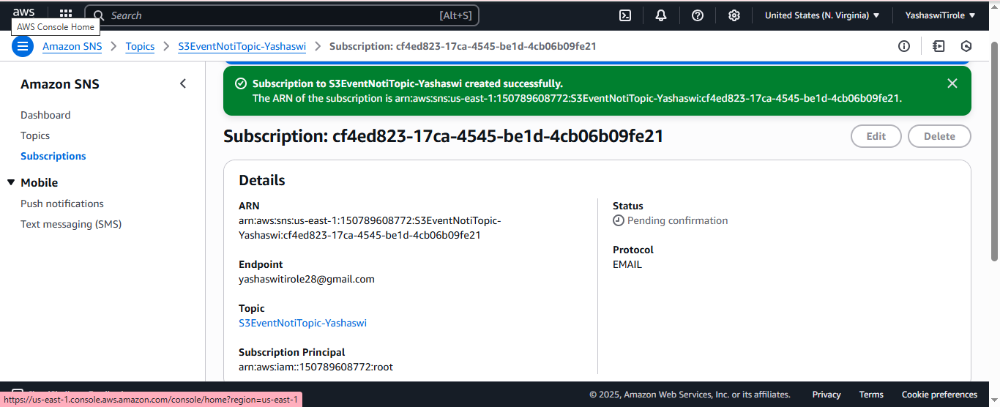 aws
Search
[Alt+S]
United States (N. Virginia)
YashaswiTirole
AWS Console Home
Amazon SNS
Topics
S3EventNotiTopic-Yashaswi
Subscription: cf4ed823-17ca-4545-be1d-4cb06b09fe21
Amazon SNS
Dashboard
Topics
Subscriptions
Mobile
Push notifications
Text messaging (SMS)
Subscription to S3EventNotiTopic-Yashaswi created successfully.
The ARN of the subscription is arn:aws:sns:us-east-1:150789608772:S3EventNotiTopic-Yashaswi:cf4ed823-17ca-4545-be1d-4cb06b09fe21.
Subscription: cf4ed823-17ca-4545-be1d-4cb06b09fe21
Edit
Delete
Details
ARN
arn:aws:sns:us-east-1:150789608772:S3EventNotiTopic-
Yashaswi:cf4ed823-17ca-4545-be1d-4cb06b09fe21
Endpoint
yashaswitirole28@gmail.com
Topic
S3EventNotiTopic-Yashaswi
Subscription Principal
arn:aws:iam::150789608772:root
Status
Pending confirmation
Protocol
EMAIL
https://us-east-1.console.aws.amazon.com/console/home?region=us-east-1
© 2025, Amazon Web Services, Inc. or its affiliates.
Privacy
Terms
Cookie preferences